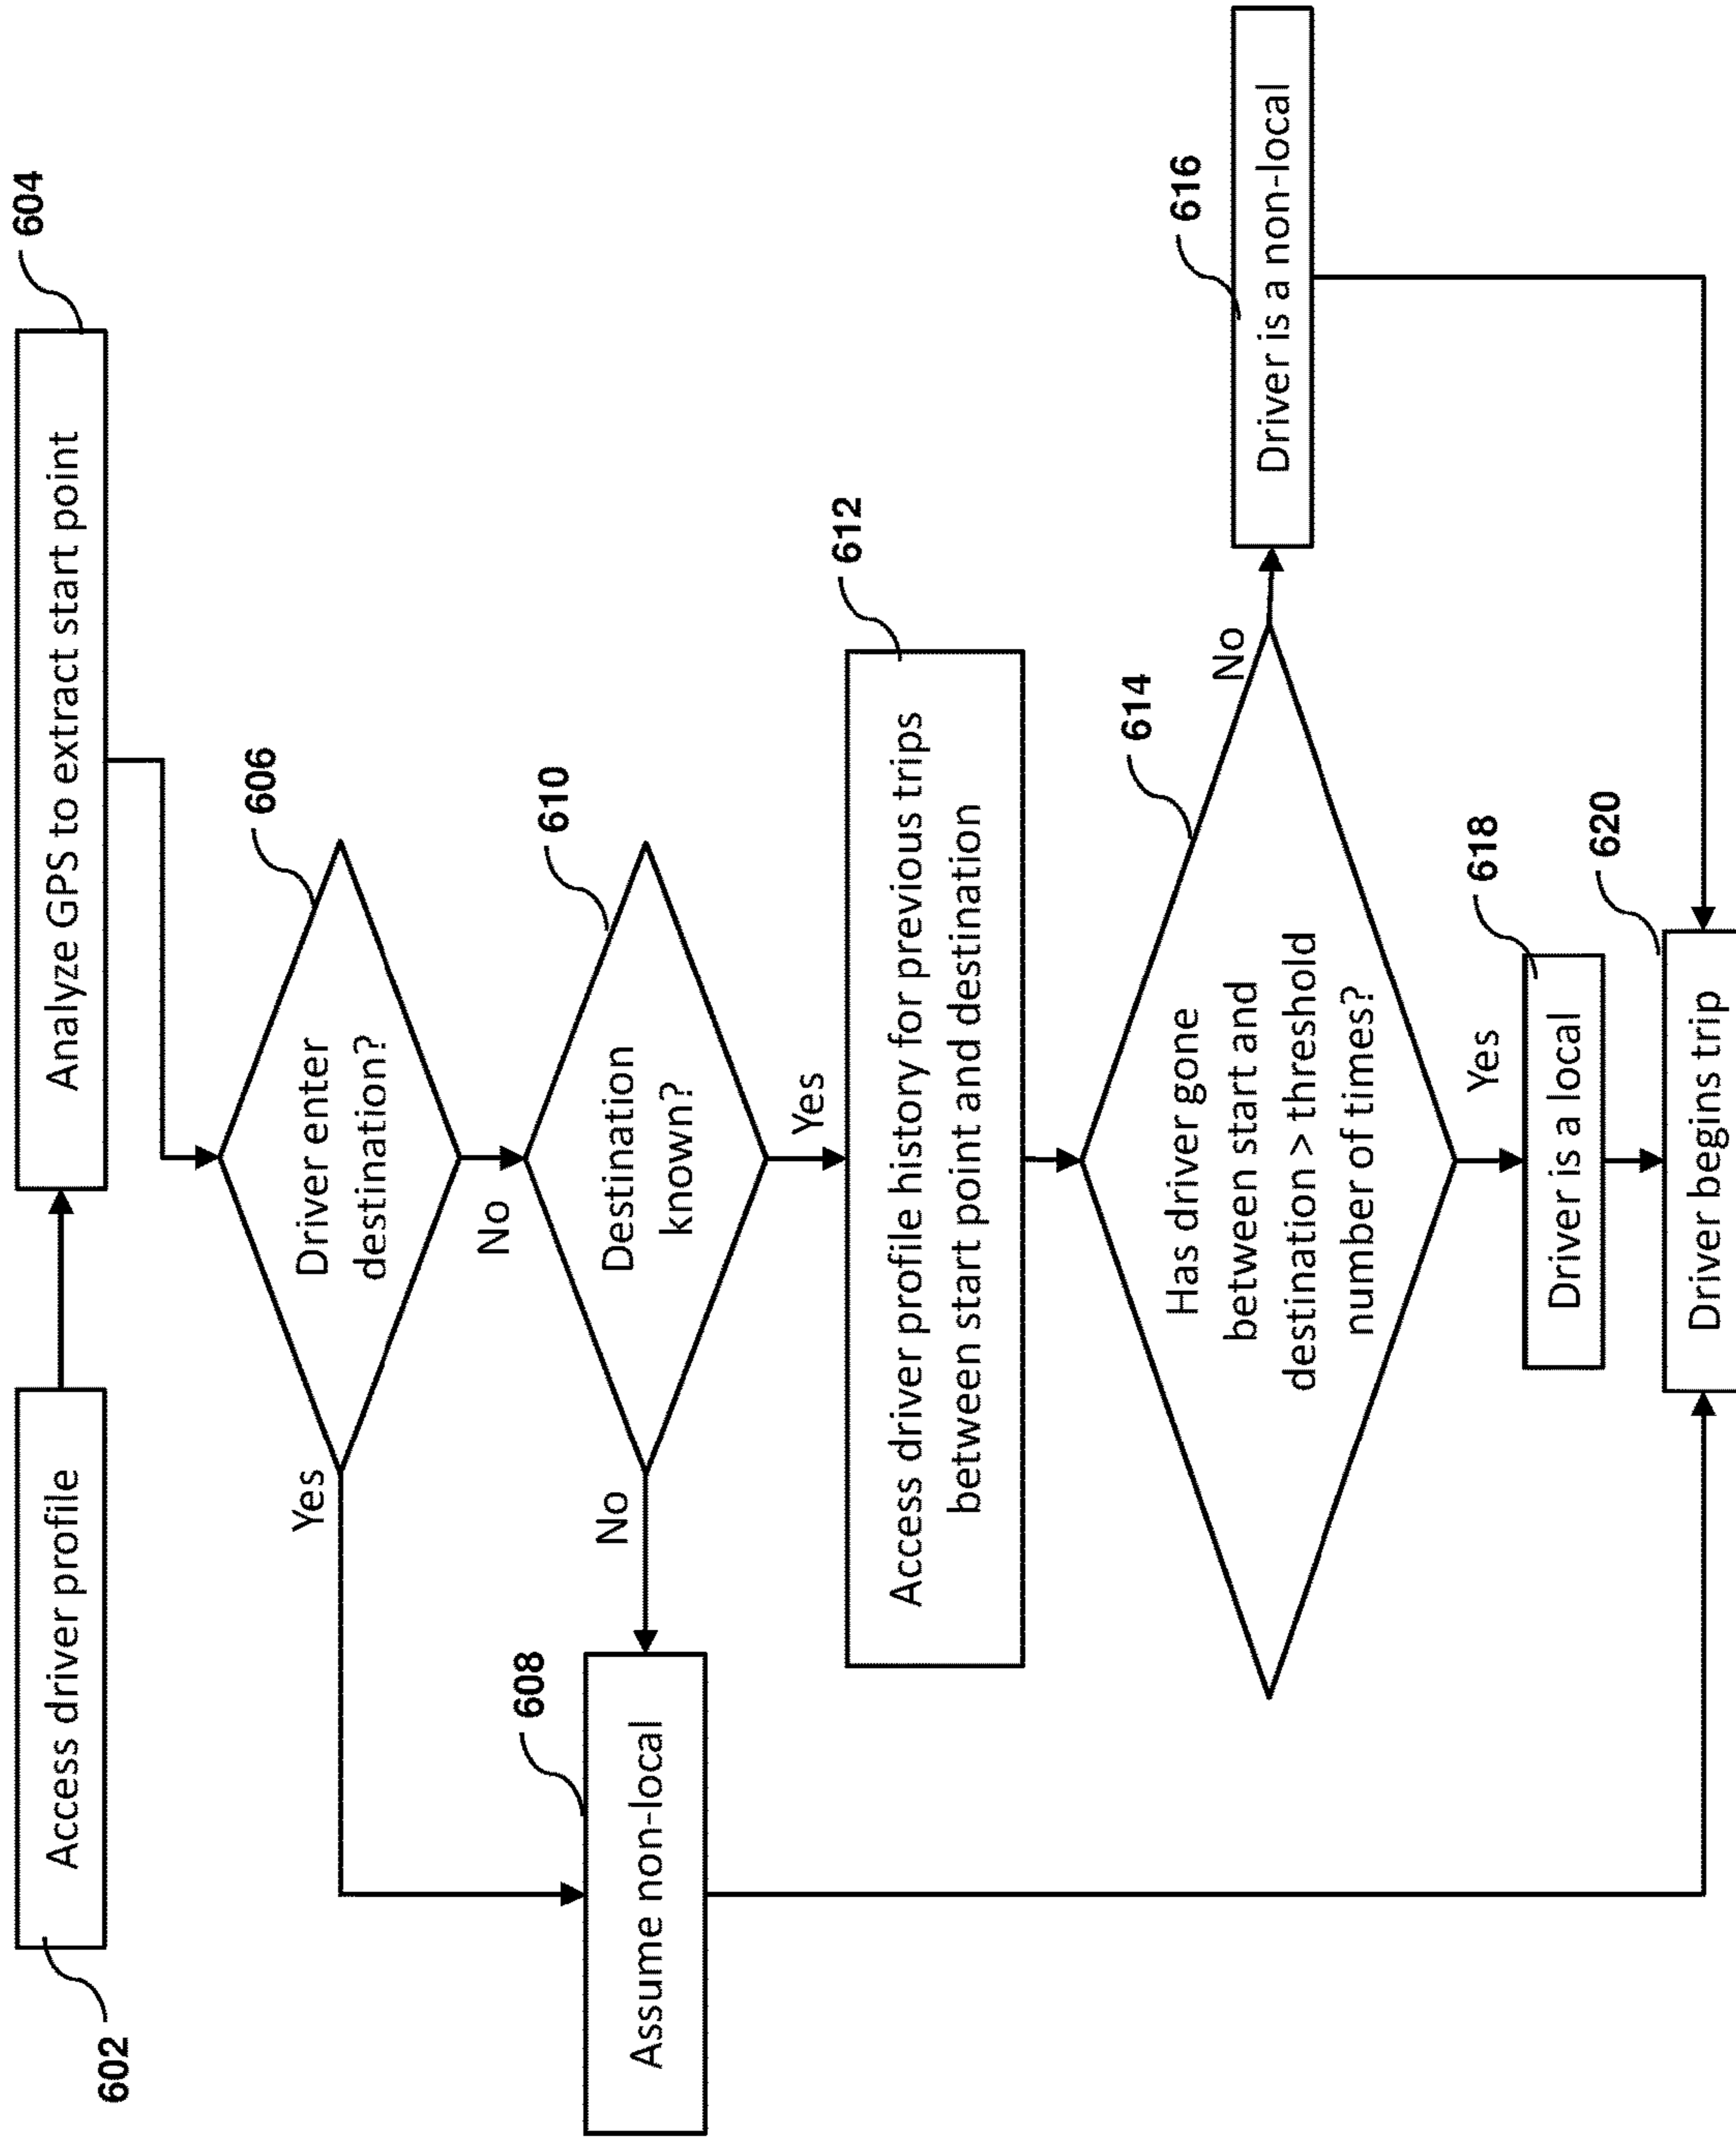 602
Access driver profile
Analyze GPS to extract start point
604
Driver enter
destination?
606
Yes
No
Destination
known?
610
No
Yes
Assume non-local
608
Access driver profile history for previous trips
between start point and destination
612
Has driver gone
between start and
destination > threshold
number of times?
614
No
Yes
Driver is a non-local
616
Driver is a local
618
Driver begins trip
620